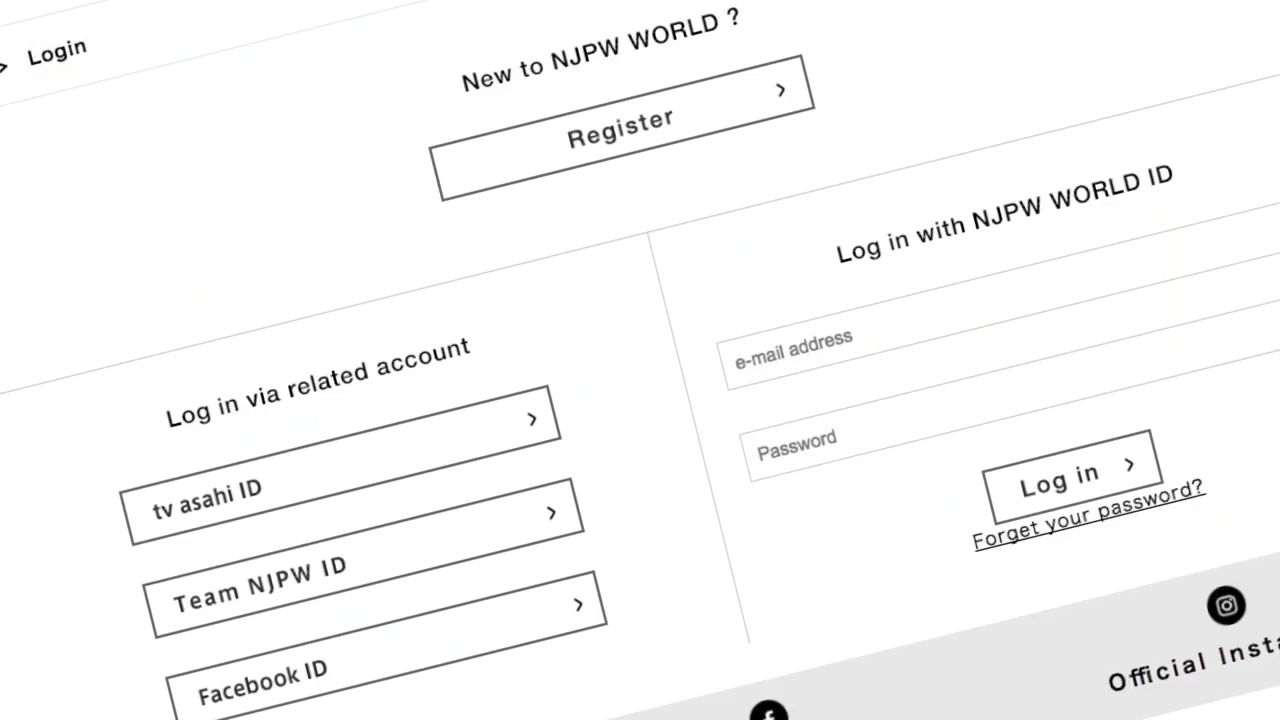 Login
New to NJPW WORLD ?
Register
Log in via related account
tv asahi ID
Team NJPW ID
Facebook ID
Log in with NJPW WORLD ID
e-mail address
Password
Log in
Forget your password?
Official Insta